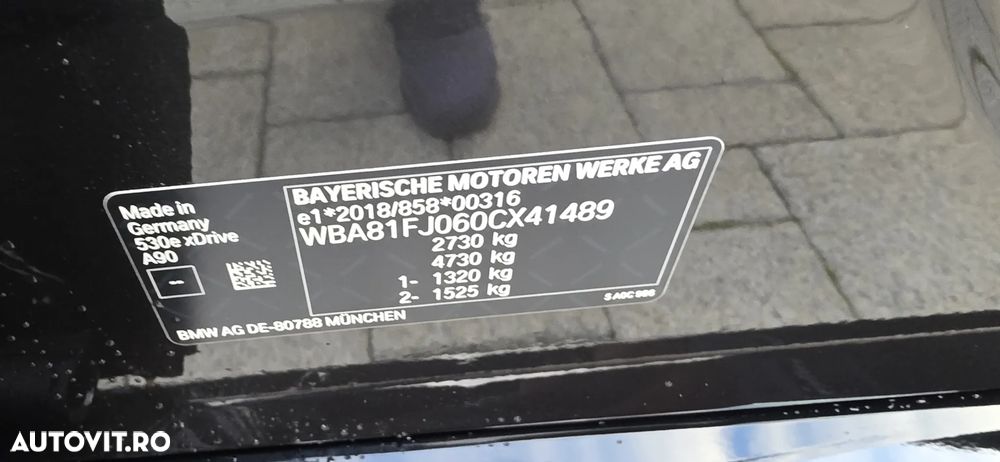 Made in
Germany
530e xDrive
A90
--
BAYERISCHE MOTOREN WERKE AG
e1*2018/858*00316
WBA81FJ060CX41489
2730 kg
4730 kg
1- 1320 kg
2- 1525 kg
BMW AG DE-80788 MÜNCHEN
AUTOVIT.RO